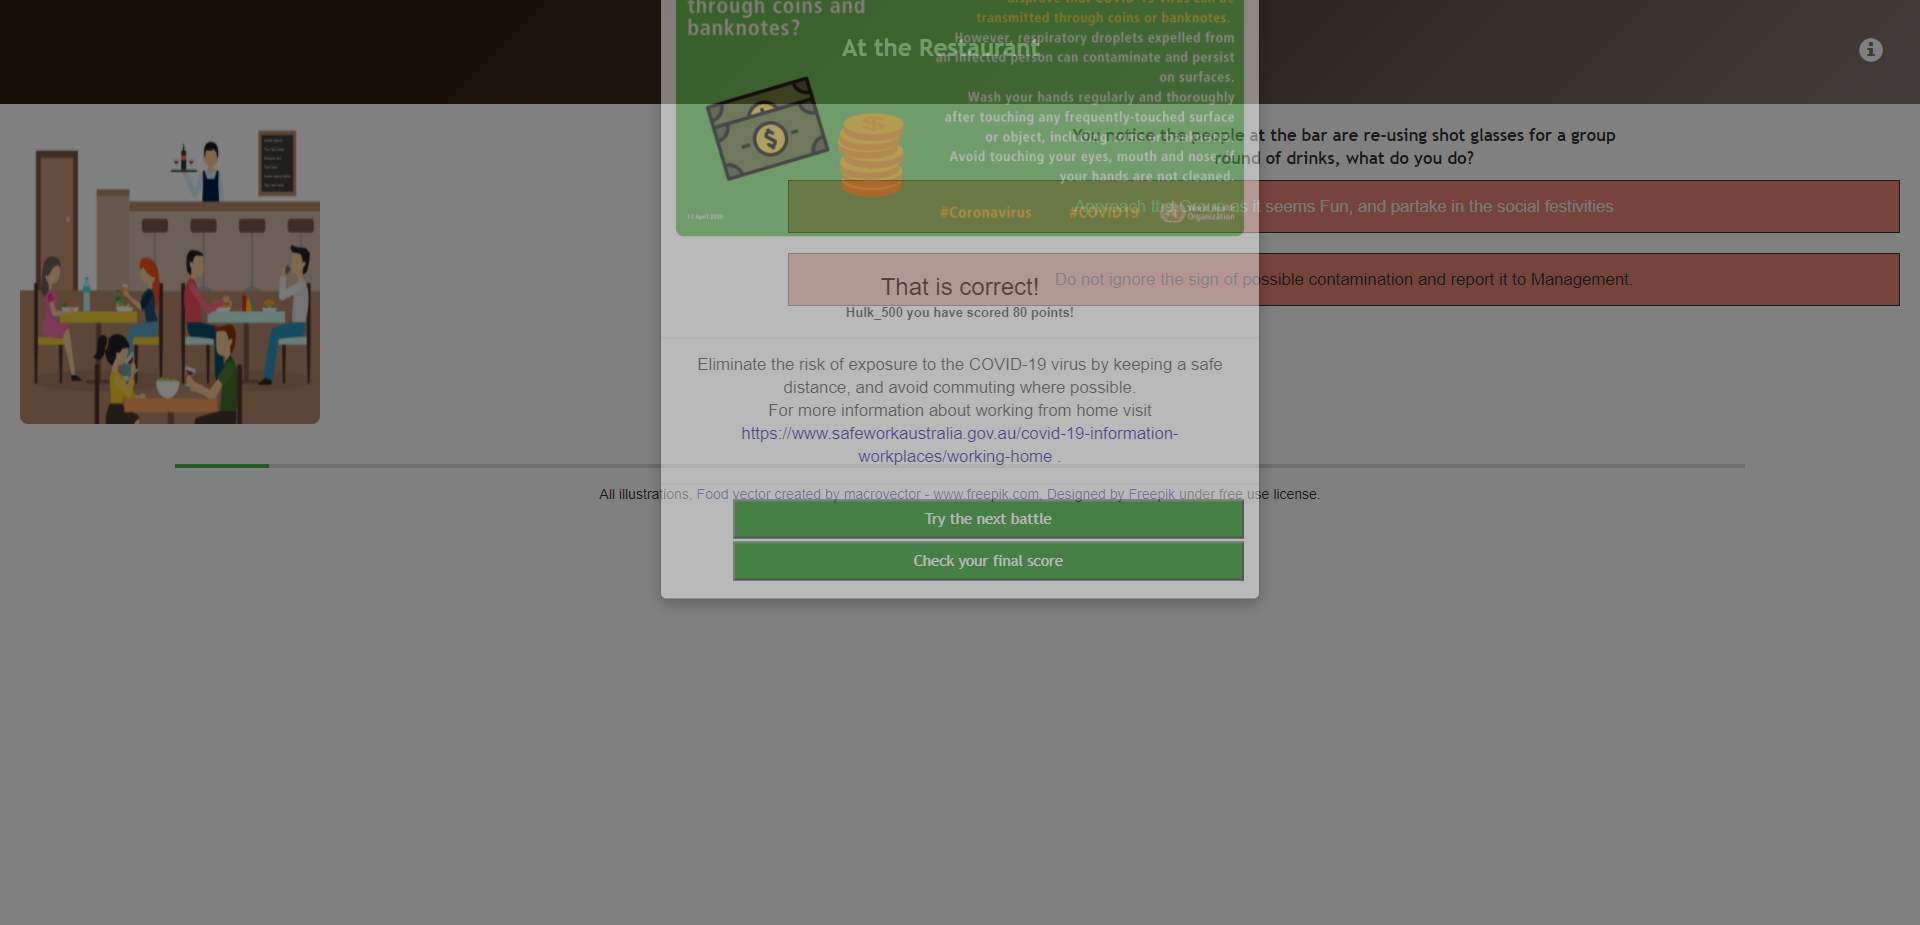 through coins and
banknotes?
disprove that COVID-19 virus can be
transmitted through coins or banknotes.
However, respiratory droplets expelled from
an infected person can contaminate and persist
on surfaces.
Wash your hands regularly and thoroughly
after touching any frequently-touched surface
or object, including coins or banknotes.
Avoid touching your eyes, mouth and nose, if
your hands are not cleaned.
17 April 2020
#Coronavirus #COVID19 World Health
Organization
At the Restaurant
You notice the people at the bar are re-using shot glasses for a group
round of drinks, what do you do?
Approach the Group as it seems Fun, and partake in the social festivities
Do not ignore the sign of possible contamination and report it to Management.
That is correct!
Hulk_500 you have scored 80 points!
Eliminate the risk of exposure to the COVID-19 virus by keeping a safe
distance, and avoid commuting where possible.
For more information about working from home visit
https://www.safeworkaustralia.gov.au/covid-19-information-
workplaces/working-home .
All illustrations, Food vector created by macrovector - www.freepik.com, Designed by Freepik under free use license.
Try the next battle
Check your final score